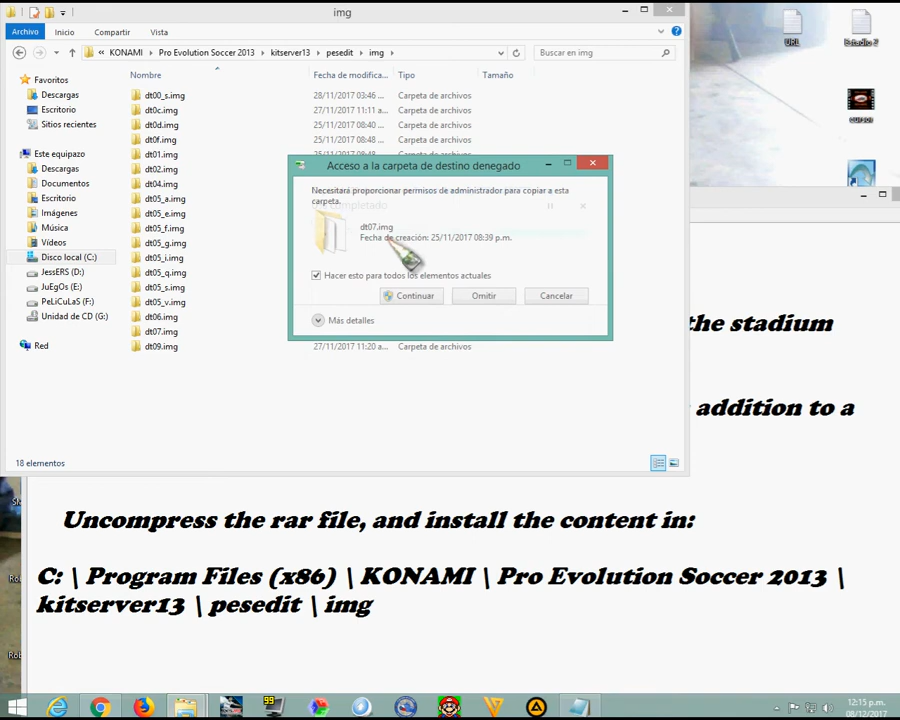 img
Archivo Inicio Compartir Vista
« KONAMI › Pro Evolution Soccer 2013 › kitserver13 › pesedit › img ›
Buscar en img
Nombre Fecha de modifica... Tipo Tamaño
Favoritos
Descargas
Escritorio
Sitios recientes
Este equipazo
Descargas
Documentos
Escritorio
Imágenes
Música
Vídeos
Disco local (C:)
JessERS (D:)
JuEgOs (E:)
PeLiCuLaS (F:)
Unidad de CD (G:)
Red
dt00_s.img 28/11/2017 03:46 ... Carpeta de archivos
dt0c.img 27/11/2017 11:11 a... Carpeta de archivos
dt0d.img 25/11/2017 08:40 ... Carpeta de archivos
dt0f.img 25/11/2017 08:48 ... Carpeta de archivos
dt01.img
dt02.img
dt04.img
dt05_a.img
dt05_e.img
dt05_f.img
dt05_g.img
dt05_i.img
dt05_q.img
dt05_s.img
dt05_v.img
dt06.img
dt07.img
dt09.img 27/11/2017 11:20 a... Carpeta de archivos
18 elementos
Acceso a la carpeta de destino denegado
Necesitará proporcionar permisos de administrador para copiar a esta
carpeta.
completado
dt07.img
Fecha de creación: 25/11/2017 08:39 p.m.
Hacer esto para todos los elementos actuales
Continuar Omitir Cancelar
Más detalles
URL
Estadio 2
cursor
the stadium
addition to a
Uncompress the rar file, and install the content in:
C: \ Program Files (x86) \ KONAMI \ Pro Evolution Soccer 2013 \
kitserver13 \ pesedit \ img
99
12:15 p.m.
08/12/2017